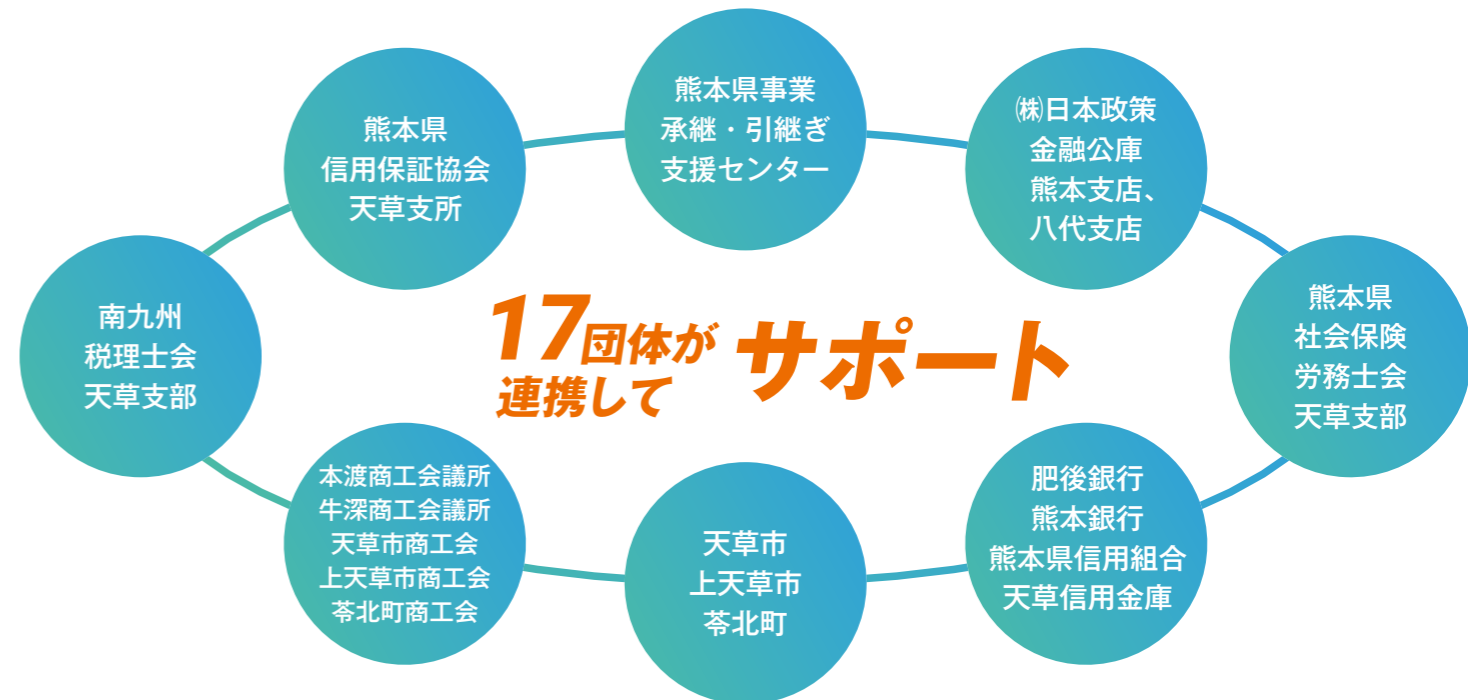 熊本県事業
承継・引継ぎ
支援センター
熊本県
信用保証協会
天草支所
㈱日本政策
金融公庫
熊本支店、
八代支店
南九州
税理士会
天草支部
17団体が
連携して
サポート
熊本県
社会保険
労務士会
天草支部
本渡商工会議所
牛深商工会議所
天草市商工会
上天草市商工会
苓北町商工会
天草市
上天草市
苓北町
肥後銀行
熊本銀行
熊本県信用組合
天草信用金庫